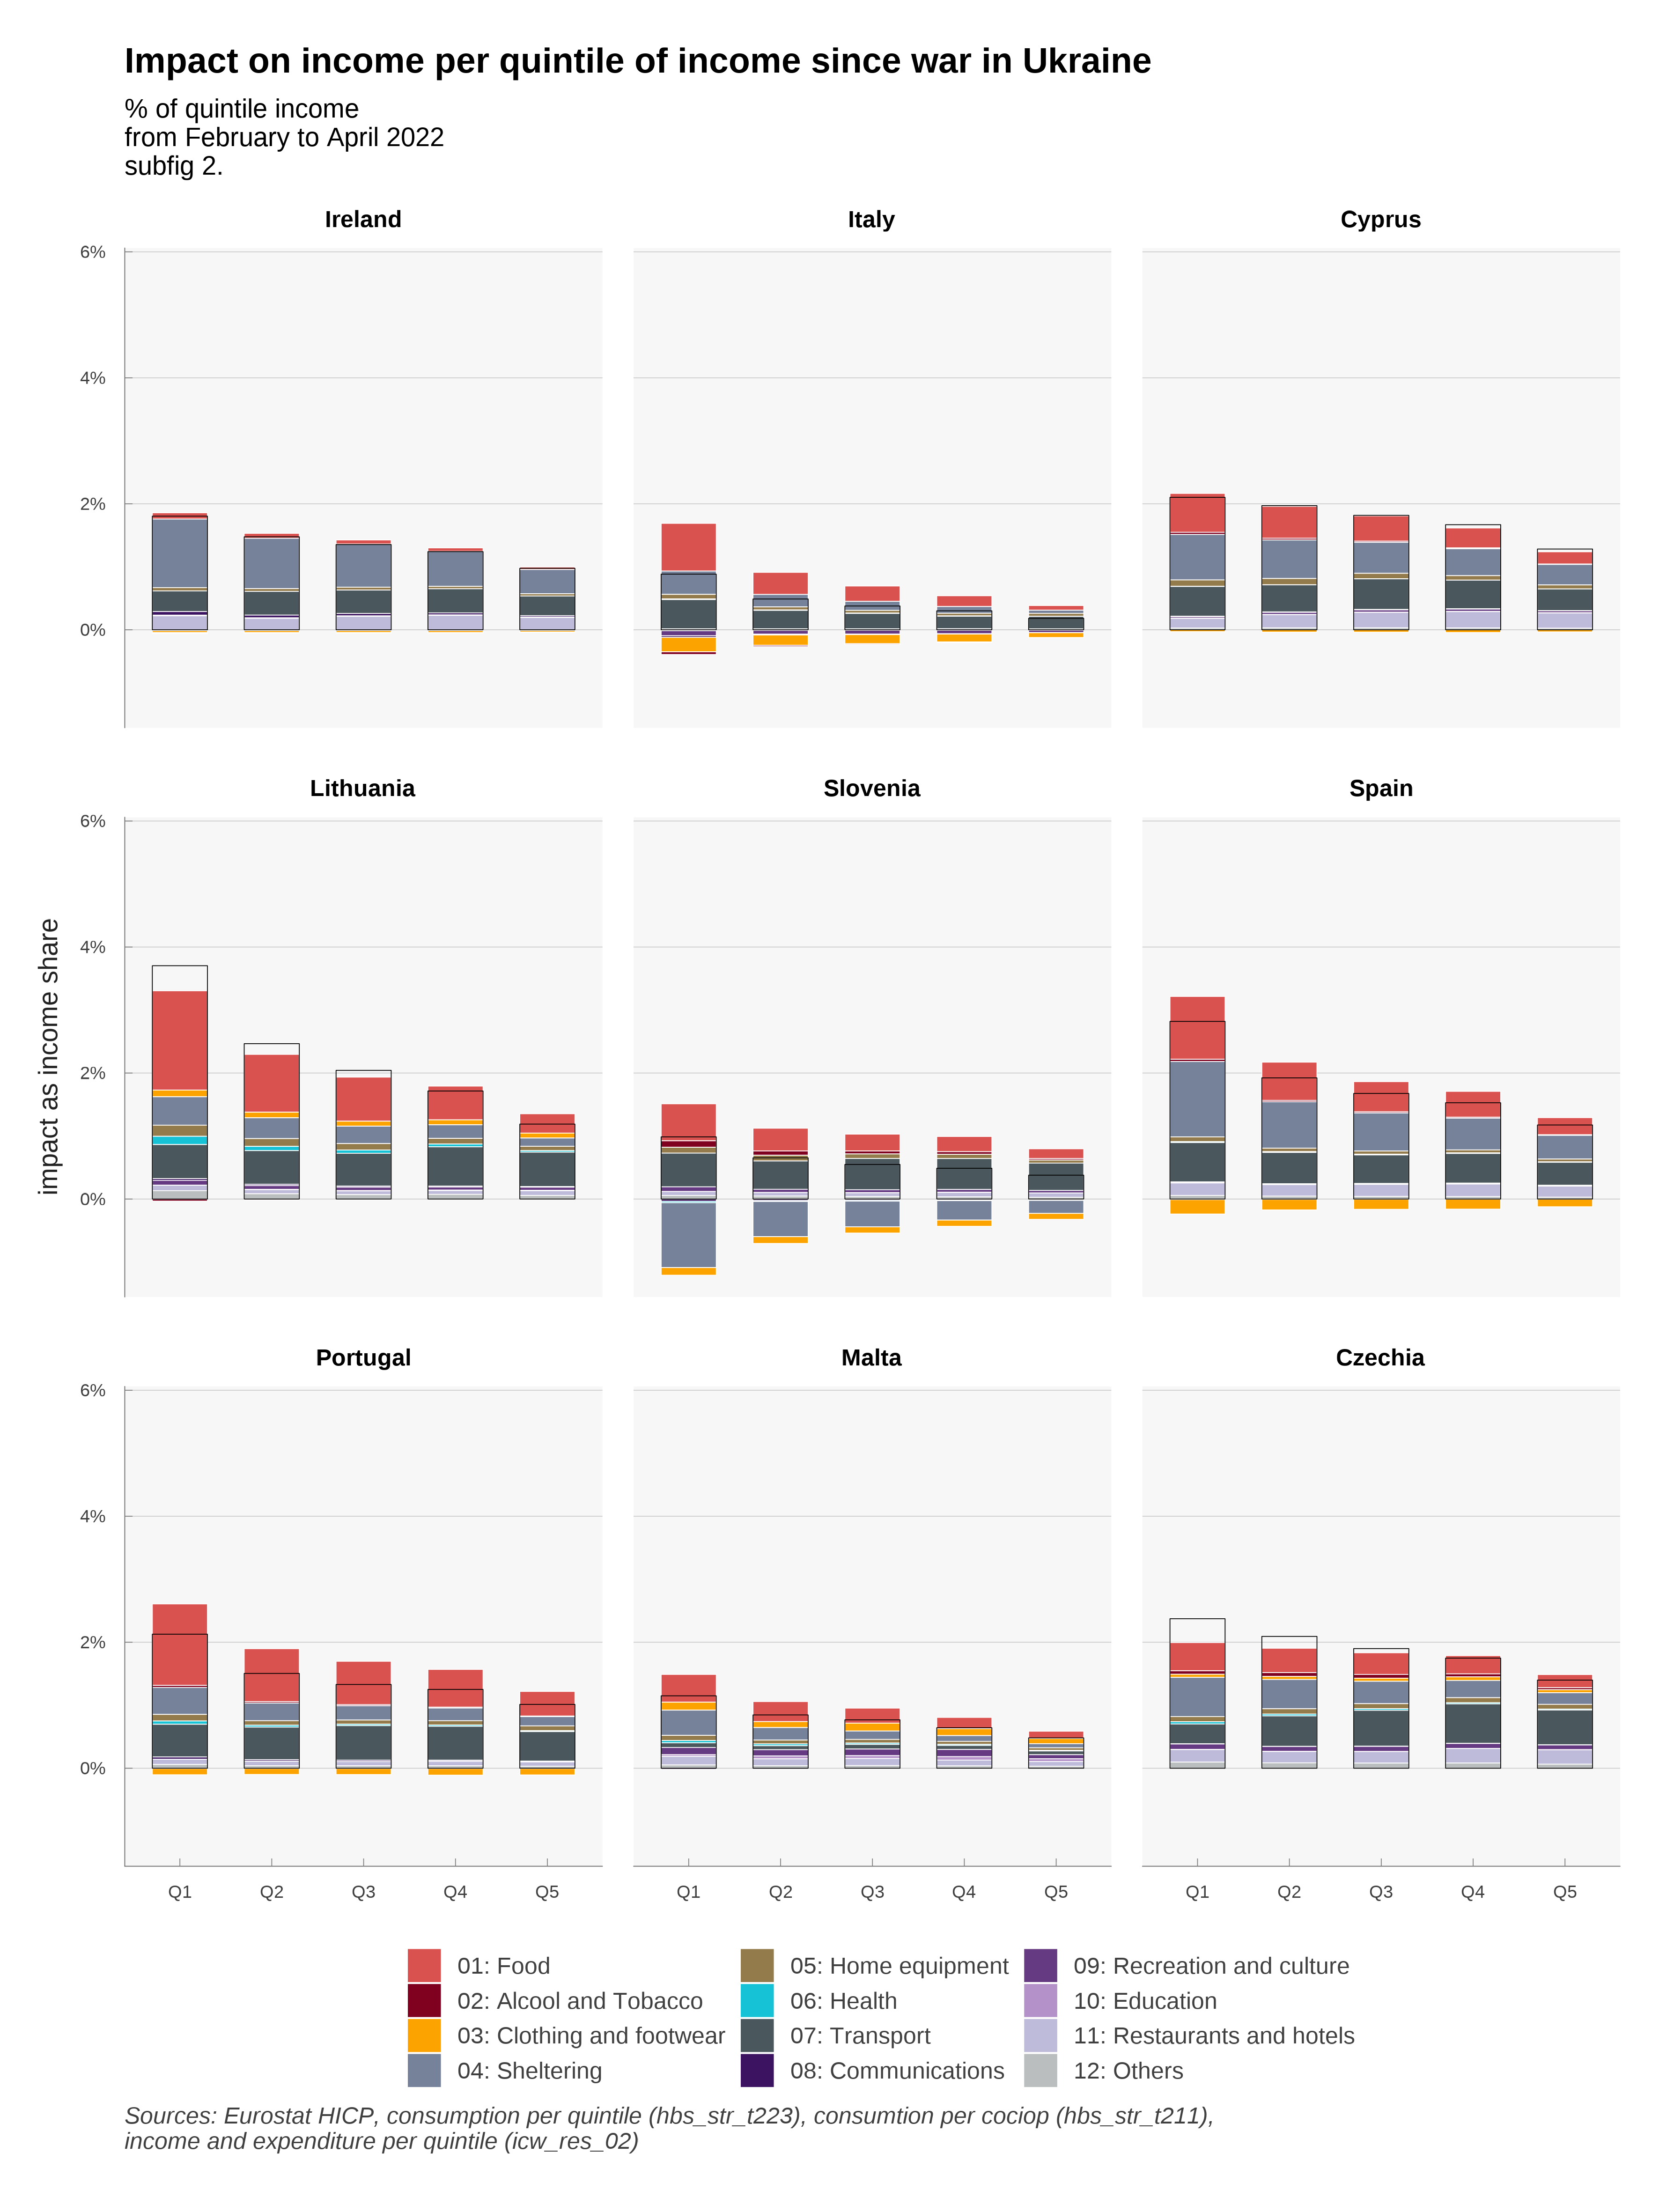 Impact on income per quintile of income since war in Ukraine
% of quintile income
from February to April 2022
subfig 2.
Ireland
Italy
Cyprus
6%
4%
2%
0%
Lithuania
Slovenia
Spain
6%
4%
2%
0%
impact as income share
Portugal
Malta
Czechia
6%
4%
2%
0%
Q1 Q2 Q3 Q4 Q5
Q1 Q2 Q3 Q4 Q5
Q1 Q2 Q3 Q4 Q5
01: Food
02: Alcool and Tobacco
03: Clothing and footwear
04: Sheltering
05: Home equipment
06: Health
07: Transport
08: Communications
09: Recreation and culture
10: Education
11: Restaurants and hotels
12: Others
Sources: Eurostat HICP, consumption per quintile (hbs_str_t223), consumtion per cociop (hbs_str_t211),
income and expenditure per quintile (icw_res_02)